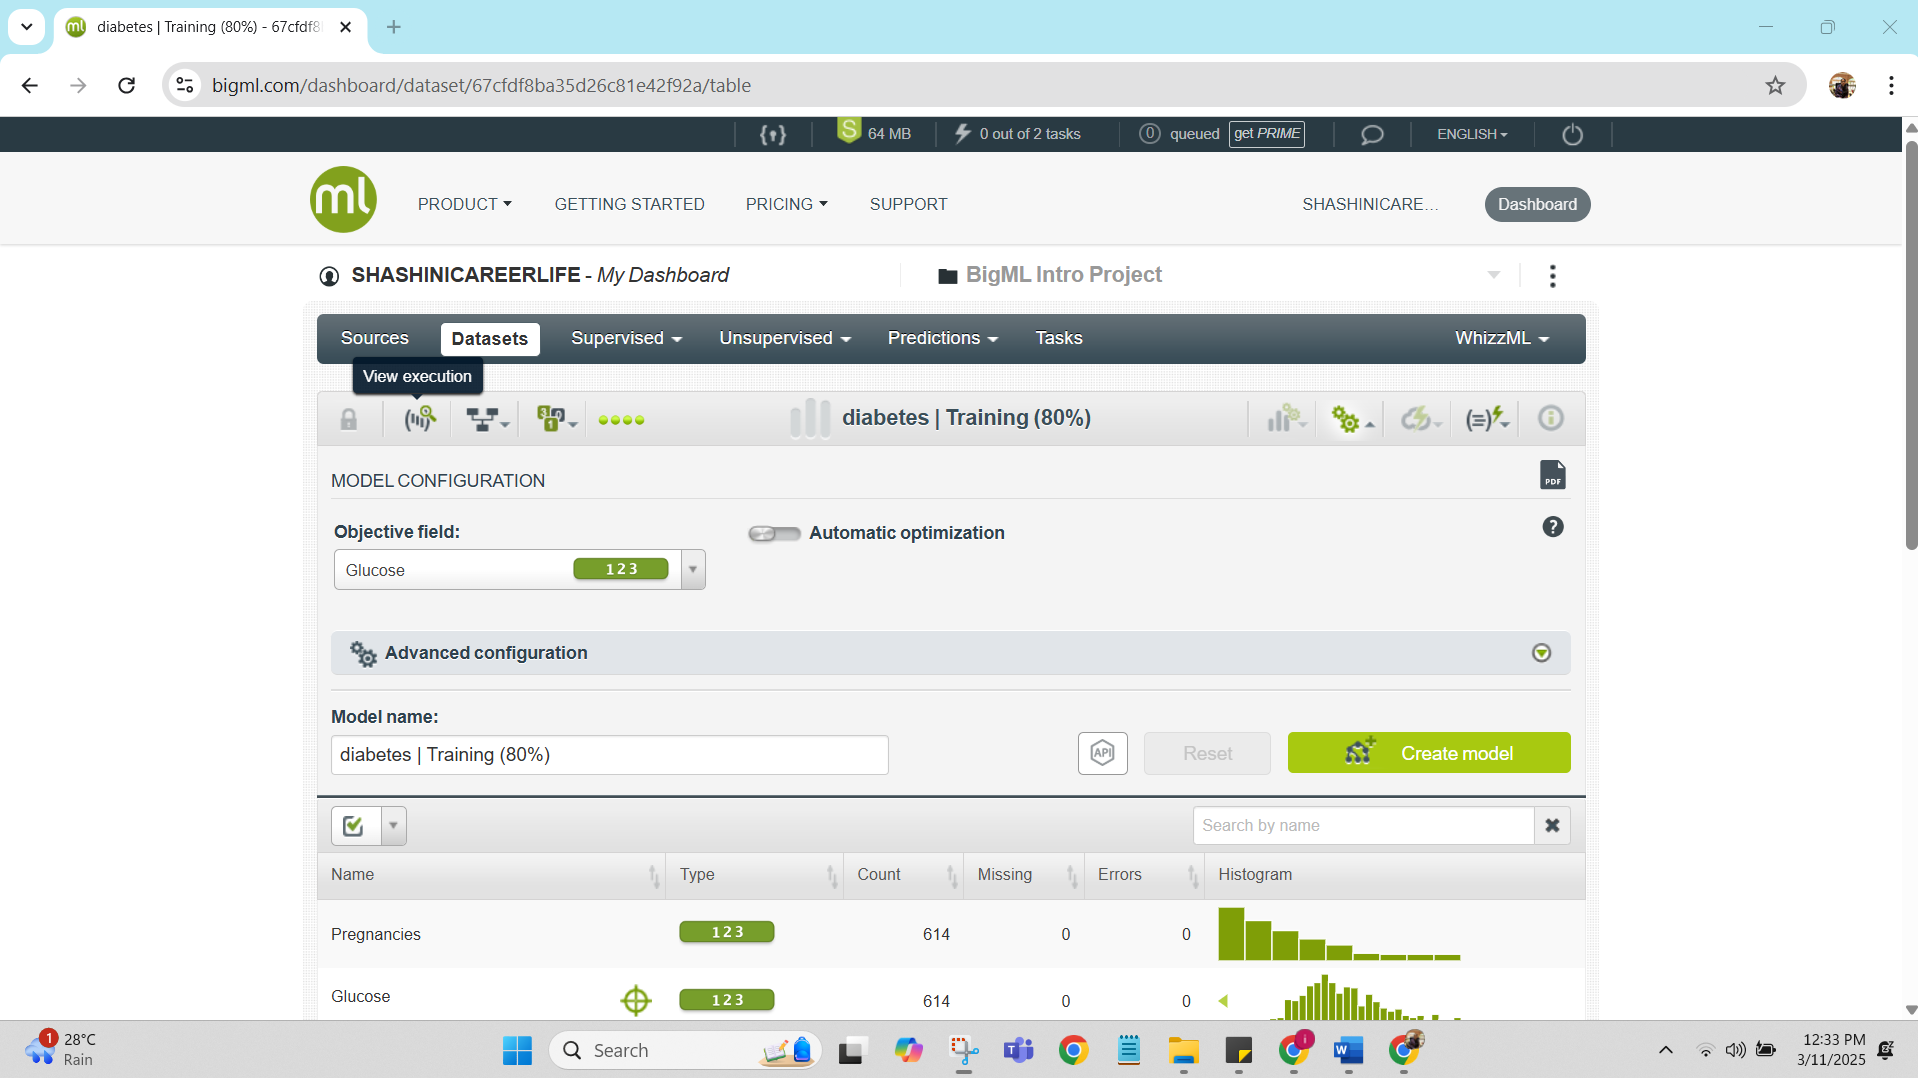 diabetes | Training (80%) - 67cfdf8
bigml.com/dashboard/dataset/67cfdf8ba35d26c81e42f92a/table
S 64 MB 0 out of 2 tasks 0 queued get PRIME ENGLISH
ml PRODUCT GETTING STARTED PRICING SUPPORT SHASHINICARE... Dashboard
SHASHINICAREERLIFE - My Dashboard BigML Intro Project
Sources Datasets Supervised Unsupervised Predictions Tasks WhizzML
View execution
diabetes | Training (80%)
MODEL CONFIGURATION PDF
Objective field: Automatic optimization ?
Glucose 123
Advanced configuration
Model name:
diabetes | Training (80%) API Reset Create model
Search by name
Name Type Count Missing Errors Histogram
Pregnancies 123 614 0 0
Glucose 123 614 0 0
1 28°C
Rain
Search
12:33 PM
3/11/2025